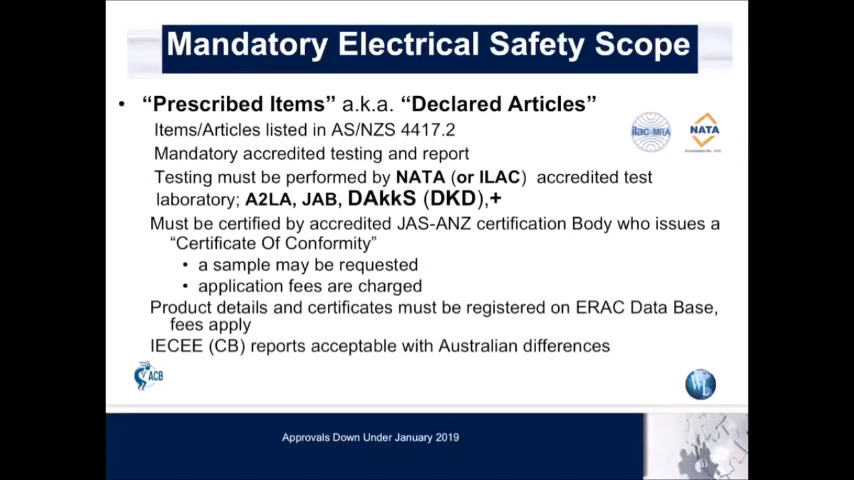 Mandatory Electrical Safety Scope
• “Prescribed Items” a.k.a. “Declared Articles”
Items/Articles listed in AS/NZS 4417.2
ilac-MRA
NATA
Mandatory accredited testing and report
Testing must be performed by NATA (or ILAC) accredited test
laboratory; A2LA, JAB, DAkkS (DKD),+
Must be certified by accredited JAS-ANZ certification Body who issues a
“Certificate Of Conformity”
• a sample may be requested
• application fees are charged
Product details and certificates must be registered on ERAC Data Base,
fees apply
IECEE (CB) reports acceptable with Australian differences
ACB
WL
Approvals Down Under January 2019